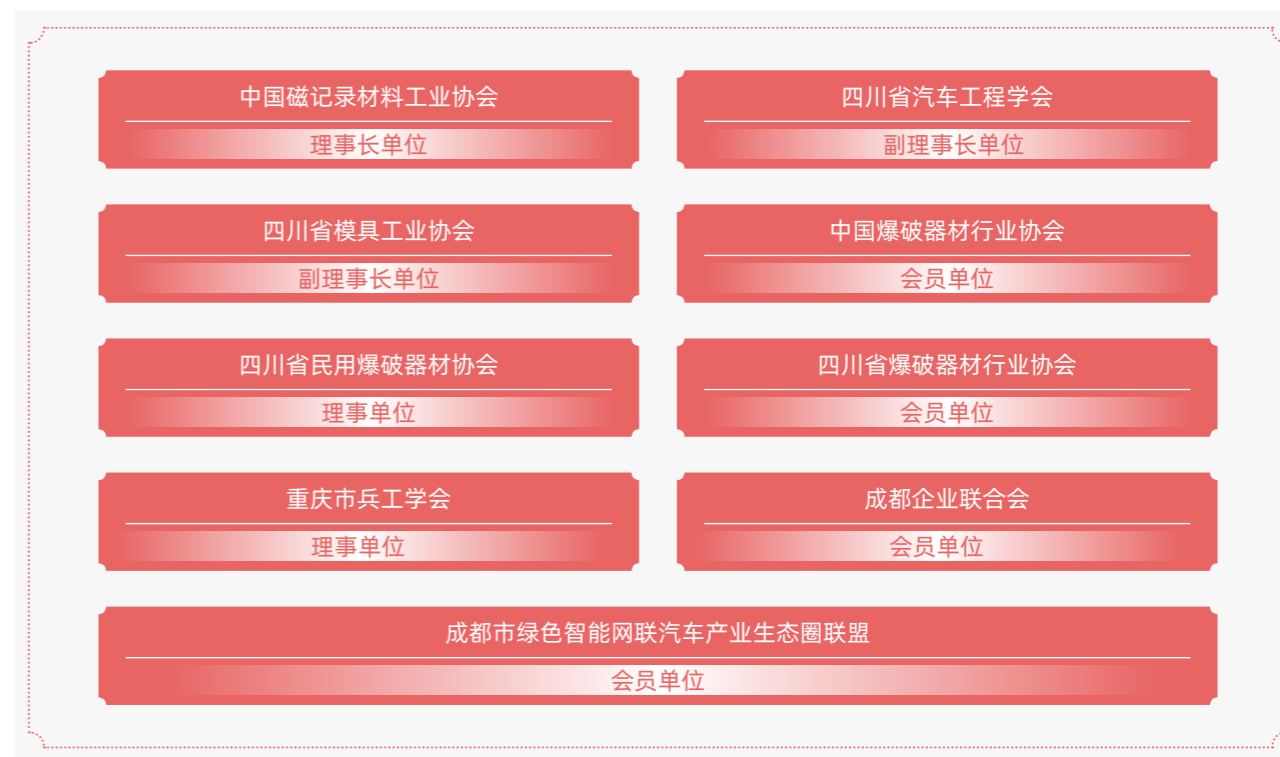 中国磁记录材料工业协会
理事长单位
四川省汽车工程学会
副理事长单位
四川省模具工业协会
副理事长单位
中国爆破器材行业协会
会员单位
四川省民用爆破器材协会
理事单位
四川省爆破器材行业协会
会员单位
重庆市兵工学会
理事单位
成都企业联合会
会员单位
成都市绿色智能网联汽车产业生态圈联盟
会员单位